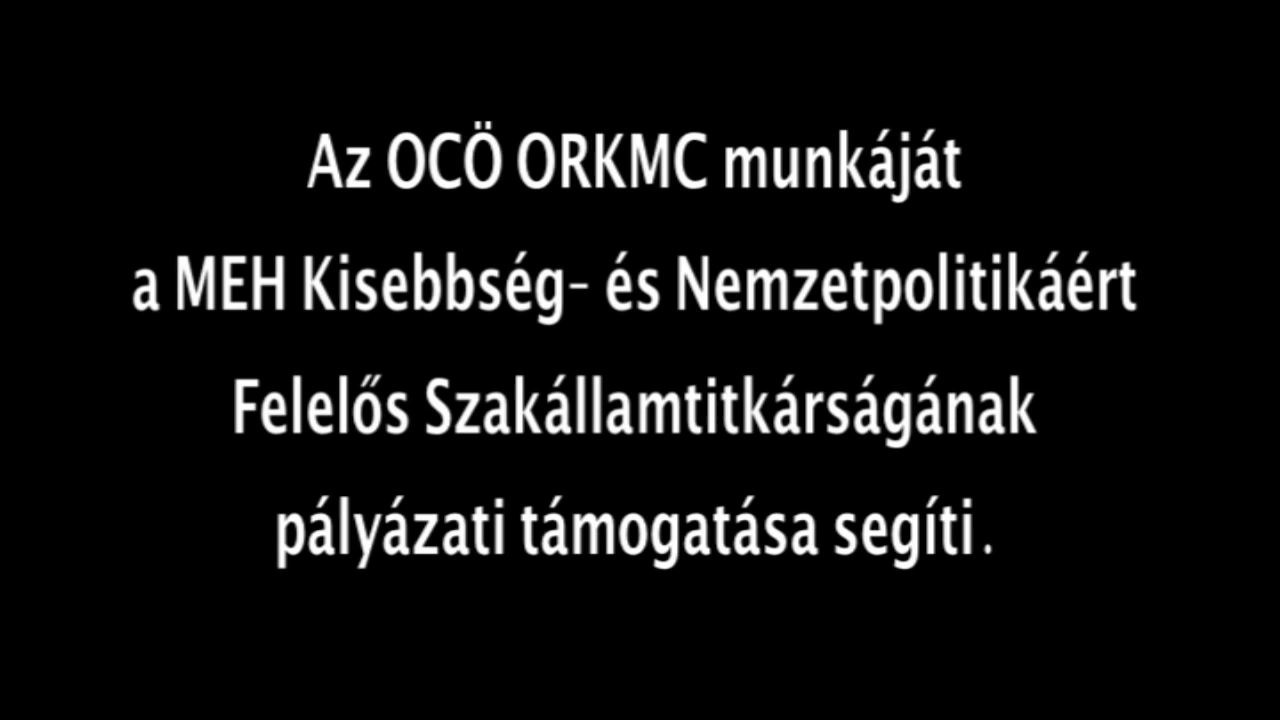 Az OCÖ ORKMC munkáját
a MEH Kisebbség- és Nemzetpolitikáért
Felelős Szakállamtitkárságának
pályázati támogatása segíti.